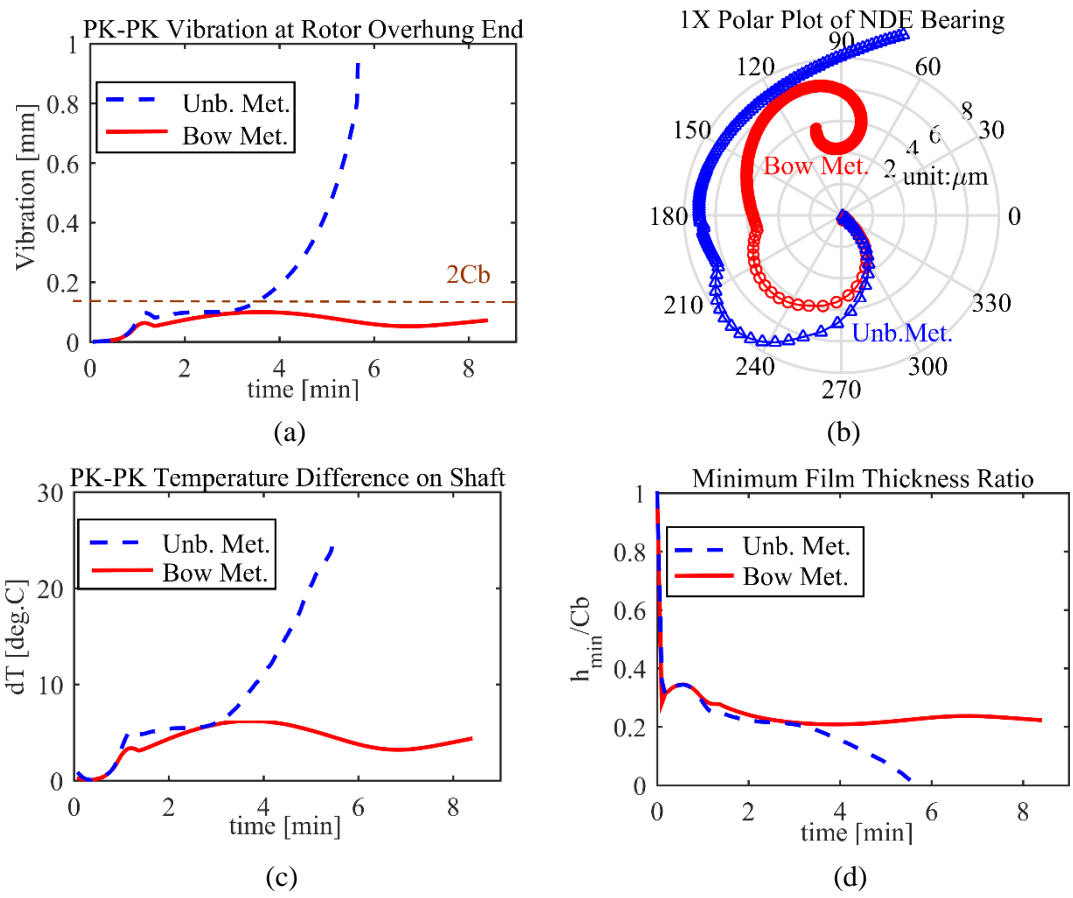 PK-PK Vibration at Rotor Overhung End
1
0.8
0.6
0.4
0.2
0
Vibration [mm]
Unb. Met.
Bow Met.
2Cb
0 2 4 6 8
time [min]
(a)
1X Polar Plot of NDE Bearing
90
120 60
150 30
180 0
210 330
240 300
270
2 4 6 8
unit:μm
Bow Met.
Unb.Met.
(b)
PK-PK Temperature Difference on Shaft
30
20
10
0
dT [deg.C]
Unb. Met.
Bow Met.
0 2 4 6 8
time [min]
(c)
Minimum Film Thickness Ratio
1
0.8
0.6
0.4
0.2
0
h_min/Cb
Unb. Met.
Bow Met.
0 2 4 6 8
time [min]
(d)